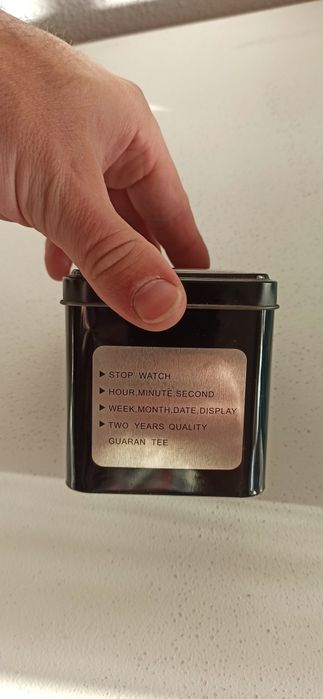 ▶ STOP WATCH
▶ HOUR,MINUTE,SECOND
▶ WEEK,MONTH,DATE,DISPLAY
▶ TWO YEARS QUALITY
GUARAN TEE